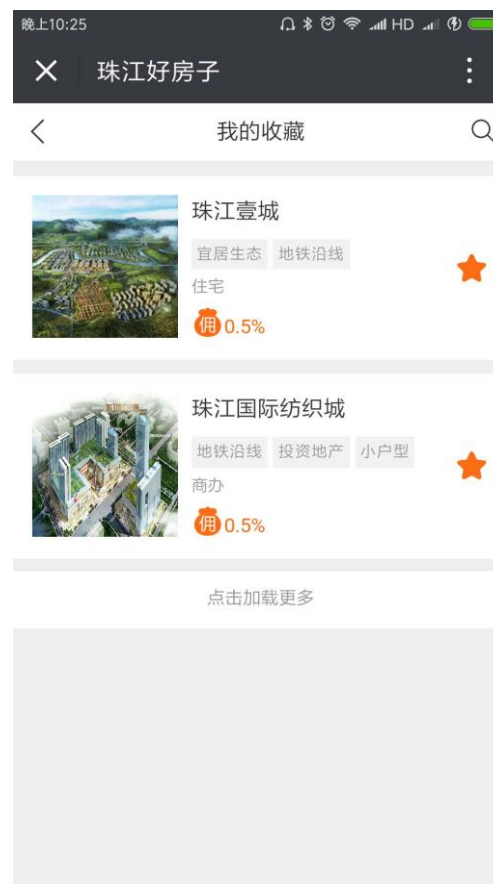 晚上10:25 HD
珠江好房子
我的收藏
珠江壹城
宜居生态 地铁沿线
住宅
佣 0.5%
珠江国际纺织城
地铁沿线 投资地产 小户型
商办
佣 0.5%
点击加载更多